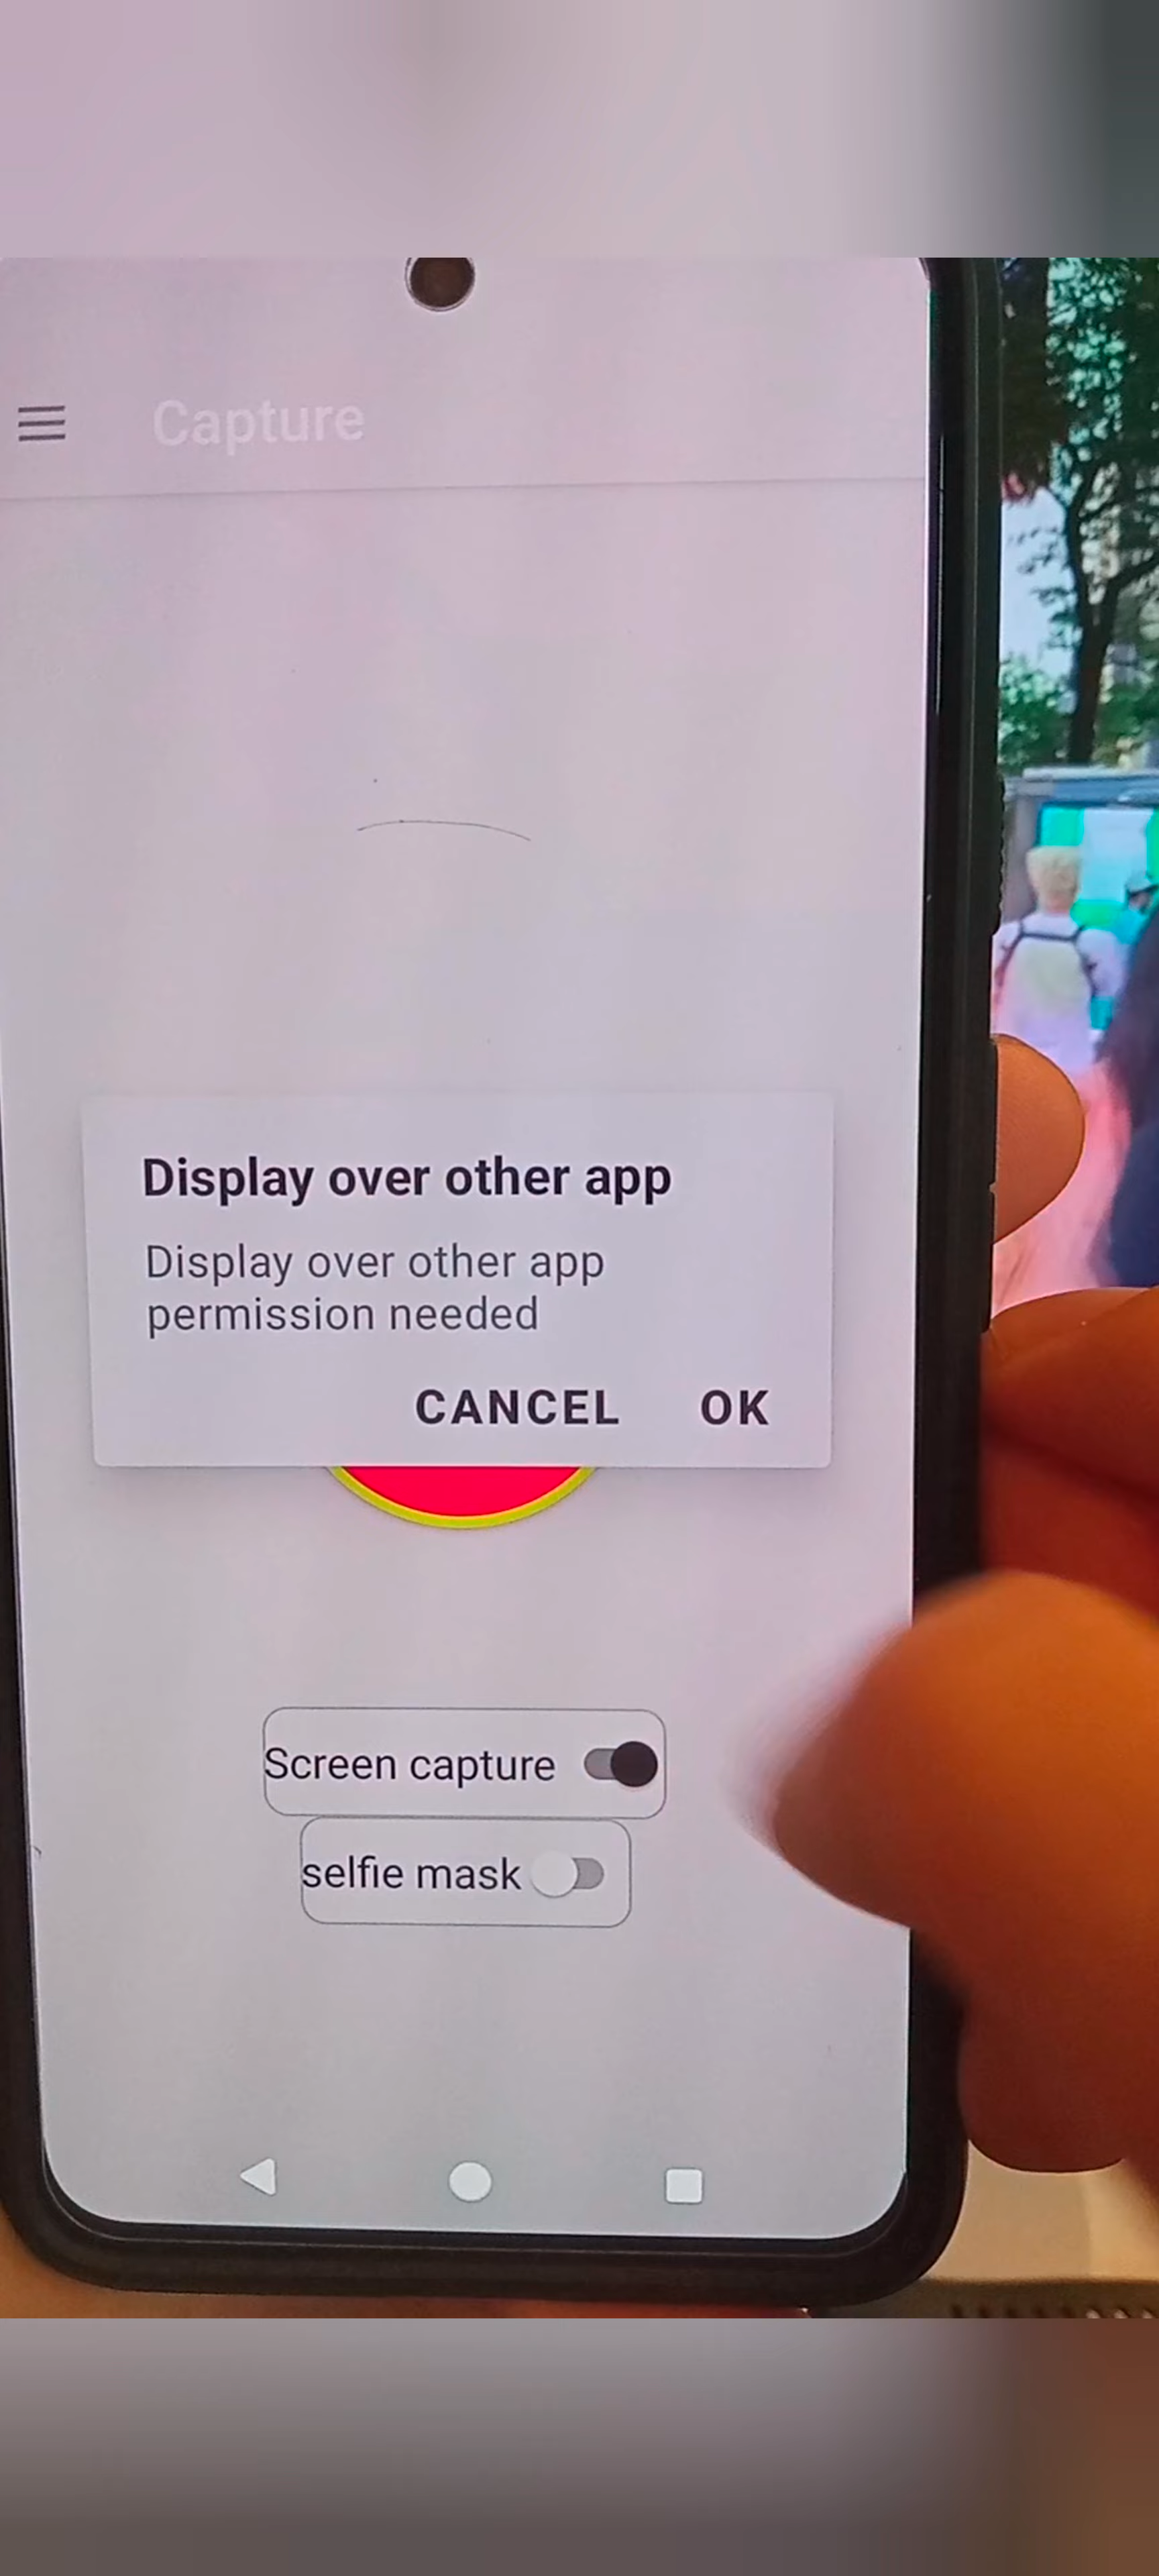 Capture
Display over other app
Display over other app
permission needed
CANCEL OK
Screen capture
selfie mask